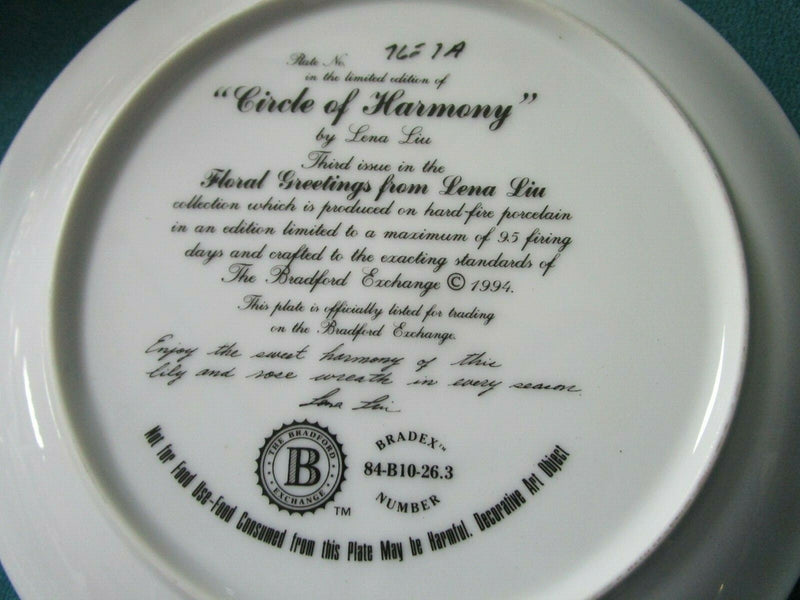 Plate No.
in the limited edition of
"Circle of Harmony"
by Lena Liu
Third issue in the
Floral Greetings from Lena Liu
collection which is produced on hard-fire porcelain
in an edition limited to a maximum of 95 firing
days and crafted to the exacting standards of
The Bradford Exchange © 1994.
This plate is officially listed for trading
on the Bradford Exchange.
Enjoy the sweet harmony of this
lily and rose wreath in every season.
Lena Liu
THE BRADFORD
B
EXCHANGE
TM
BRADEX™
84-B10-26.3
NUMBER
Not for Food Use-Food Consumed from this Plate May be Harmful. Decorative Art Object